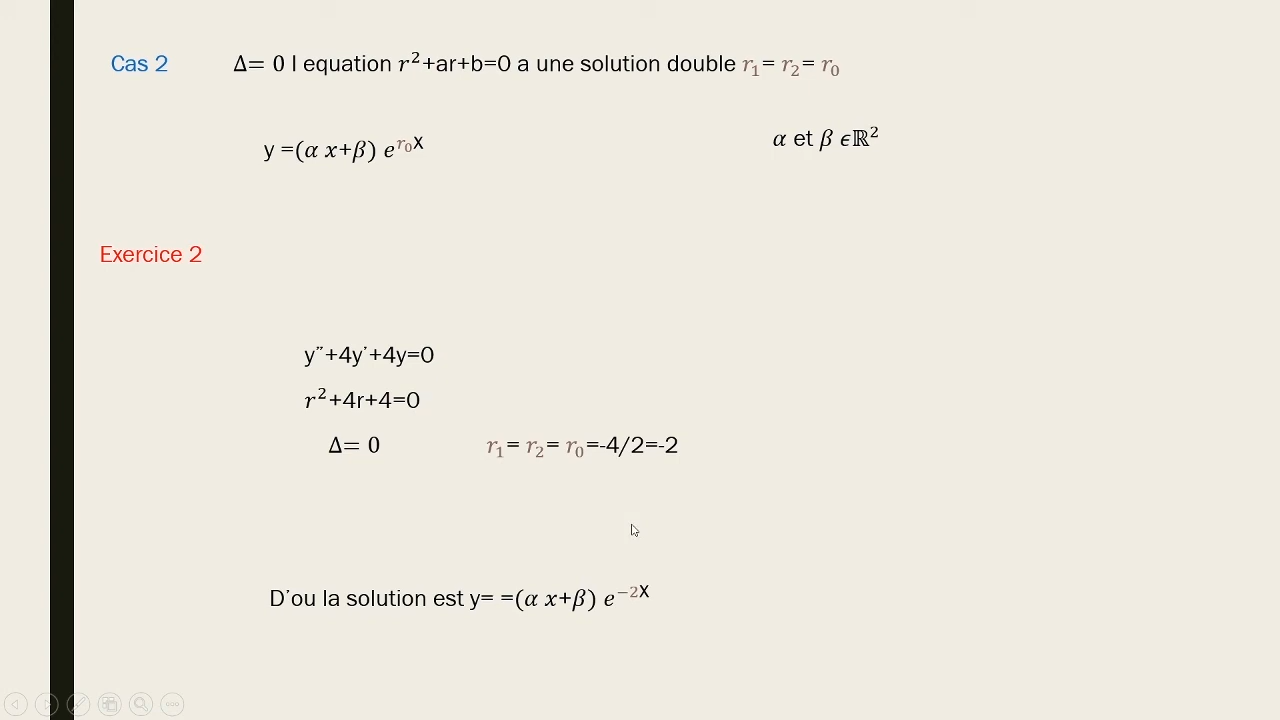 Cas 2 Δ= 0 l equation r²+ar+b=0 a une solution double r₁= r₂= r₀
y =(α x+β) e^{r₀x} α et β ϵℝ²
Exercice 2
y”+4y’+4y=0
r²+4r+4=0
Δ= 0 r₁= r₂= r₀=-4/2=-2
D’ou la solution est y= =(α x+β) e^{−2x}